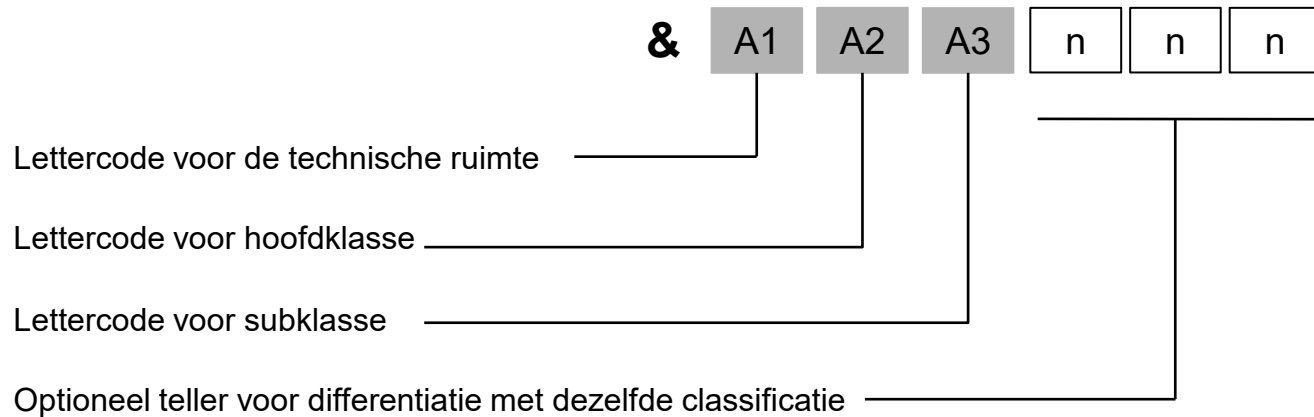 & A1 A2 A3 n n n
Lettercode voor de technische ruimte
Lettercode voor hoofdklasse
Lettercode voor subklasse
Optioneel teller voor differentiatie met dezelfde classificatie